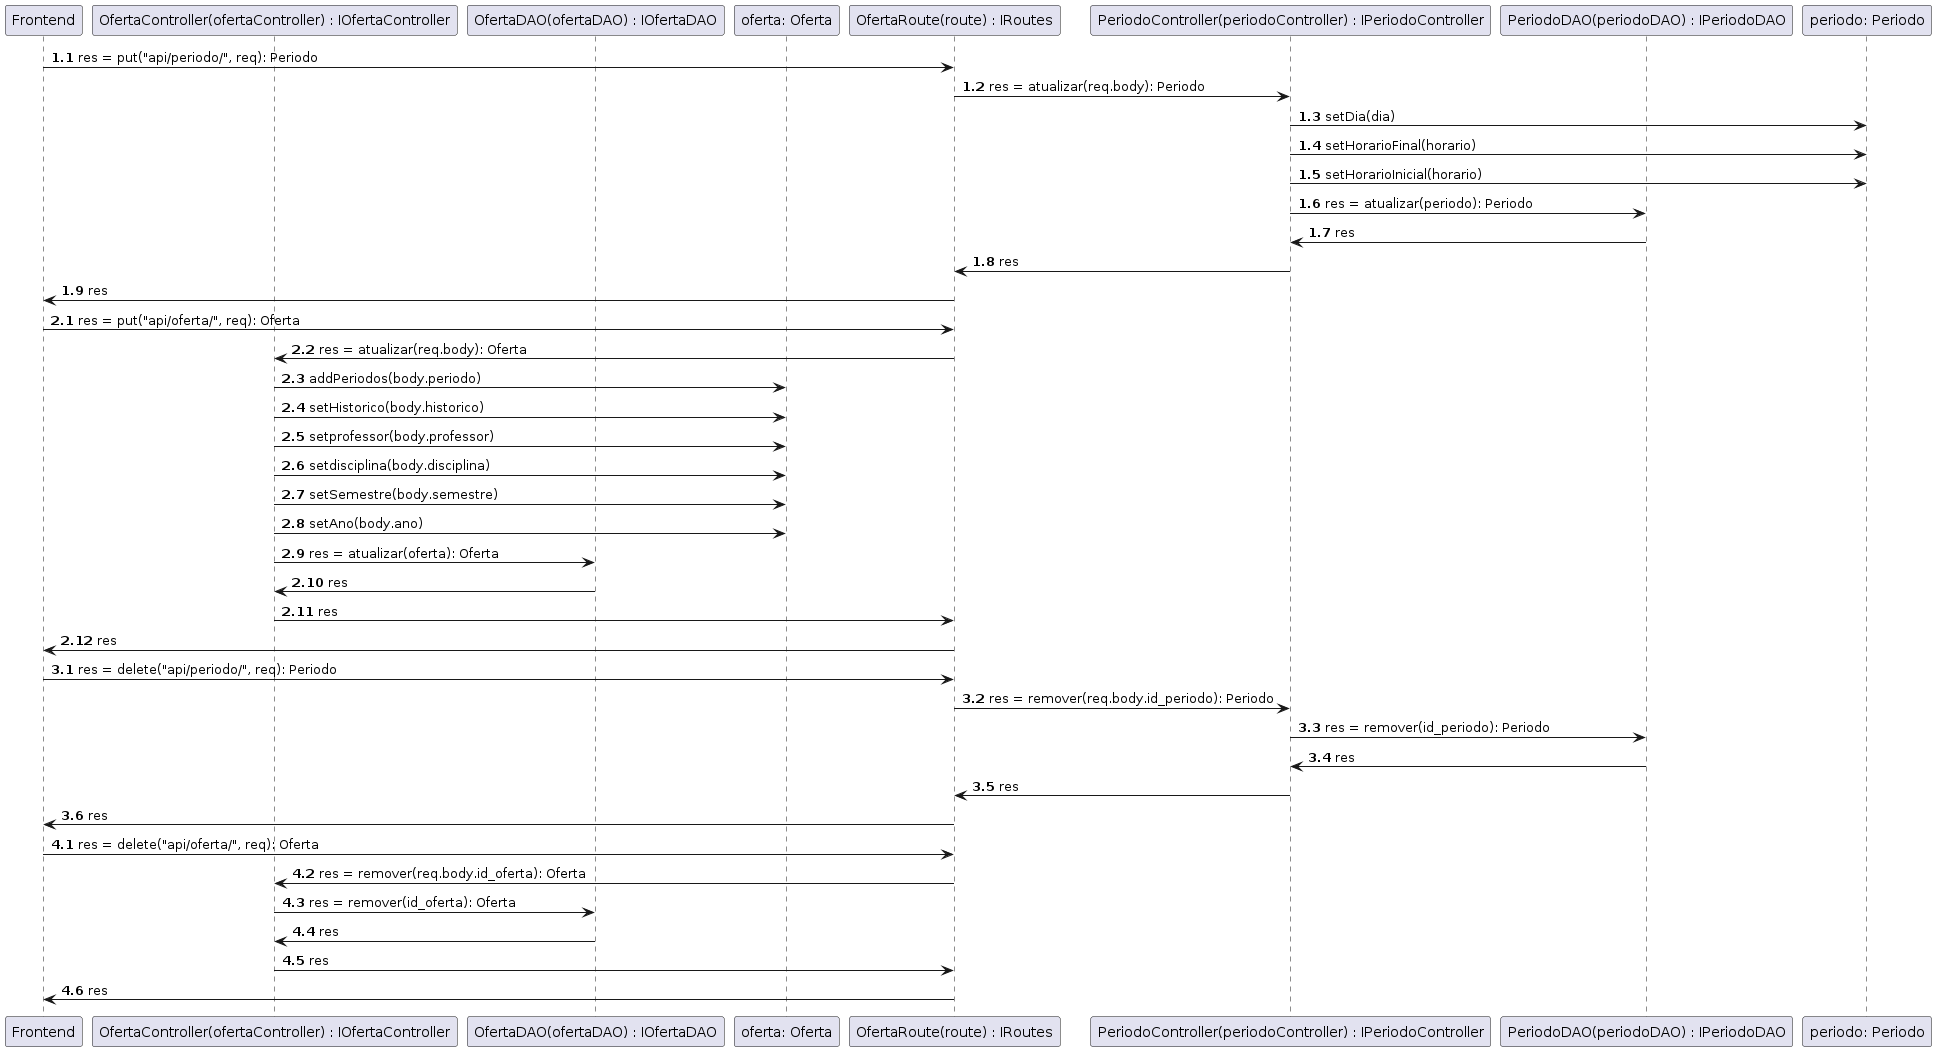 Frontend
OfertaController(ofertaController) : IOfertaController
OfertaDAO(ofertaDAO) : IOfertaDAO
oferta: Oferta
OfertaRoute(route) : IRoutes
PeriodoController(periodoController) : IPeriodoController
PeriodoDAO(periodoDAO) : IPeriodoDAO
periodo: Periodo
1.1 res = put("api/periodo/", req): Periodo
1.2 res = atualizar(req.body): Periodo
1.3 setDia(dia)
1.4 setHorarioFinal(horario)
1.5 setHorarioInicial(horario)
1.6 res = atualizar(periodo): Periodo
1.7 res
1.8 res
1.9 res
2.1 res = put("api/oferta/", req): Oferta
2.2 res = atualizar(req.body): Oferta
2.3 addPeriodos(body.periodo)
2.4 setHistorico(body.historico)
2.5 setprofessor(body.professor)
2.6 setdisciplina(body.disciplina)
2.7 setSemestre(body.semestre)
2.8 setAno(body.ano)
2.9 res = atualizar(oferta): Oferta
2.10 res
2.11 res
2.12 res
3.1 res = delete("api/periodo/", req): Periodo
3.2 res = remover(req.body.id_periodo): Periodo
3.3 res = remover(id_periodo): Periodo
3.4 res
3.5 res
3.6 res
4.1 res = delete("api/oferta/", req): Oferta
4.2 res = remover(req.body.id_oferta): Oferta
4.3 res = remover(id_oferta): Oferta
4.4 res
4.5 res
4.6 res
Frontend
OfertaController(ofertaController) : IOfertaController
OfertaDAO(ofertaDAO) : IOfertaDAO
oferta: Oferta
OfertaRoute(route) : IRoutes
PeriodoController(periodoController) : IPeriodoController
PeriodoDAO(periodoDAO) : IPeriodoDAO
periodo: Periodo